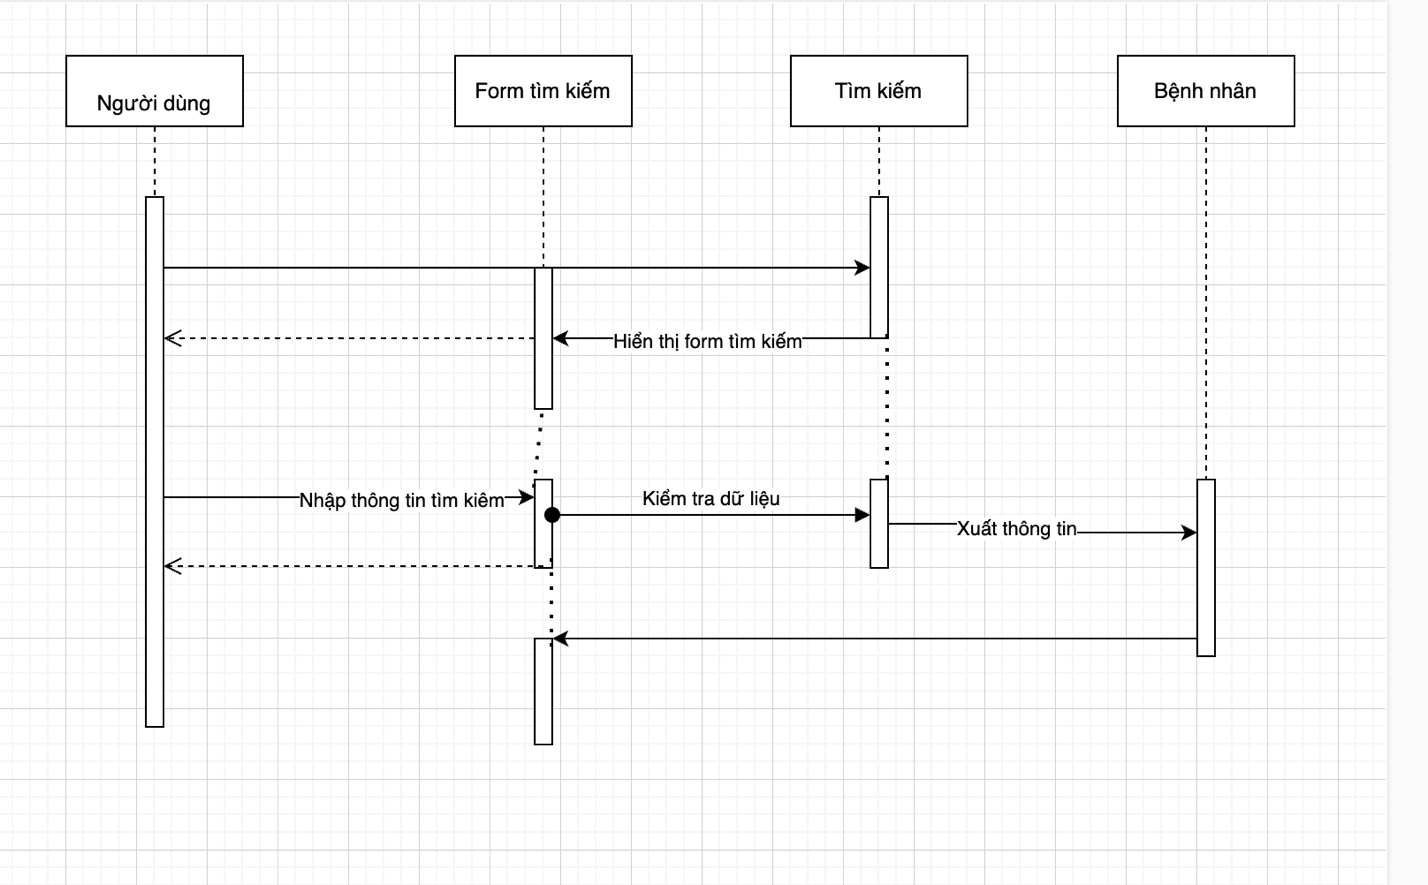 Người dùng
Form tìm kiếm
Tìm kiếm
Bệnh nhân
Hiển thị form tìm kiếm
Nhập thông tin tìm kiêm
Kiểm tra dữ liệu
Xuất thông tin